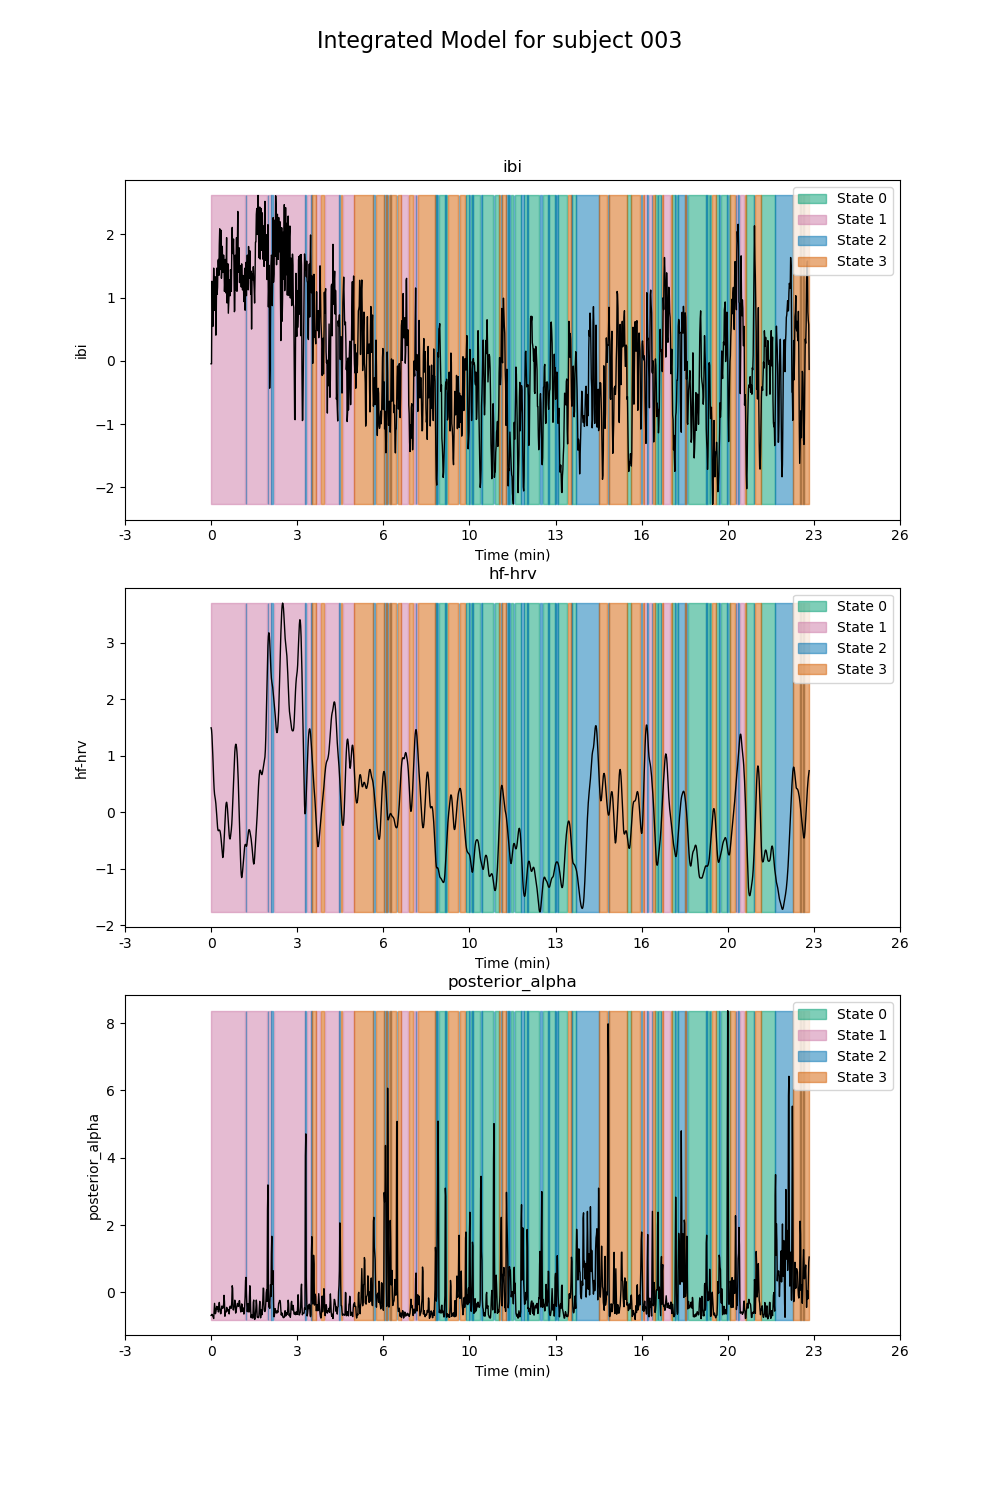 Integrated Model for subject 003
ibi
State 0
State 1
State 2
State 3
2
1
0
−1
−2
ibi
-3 0 3 6 10 13 16 20 23 26
Time (min)
hf-hrv
State 0
State 1
State 2
State 3
3
2
1
0
−1
−2
hf-hrv
-3 0 3 6 10 13 16 20 23 26
Time (min)
posterior_alpha
State 0
State 1
State 2
State 3
8
6
4
2
0
posterior_alpha
-3 0 3 6 10 13 16 20 23 26
Time (min)